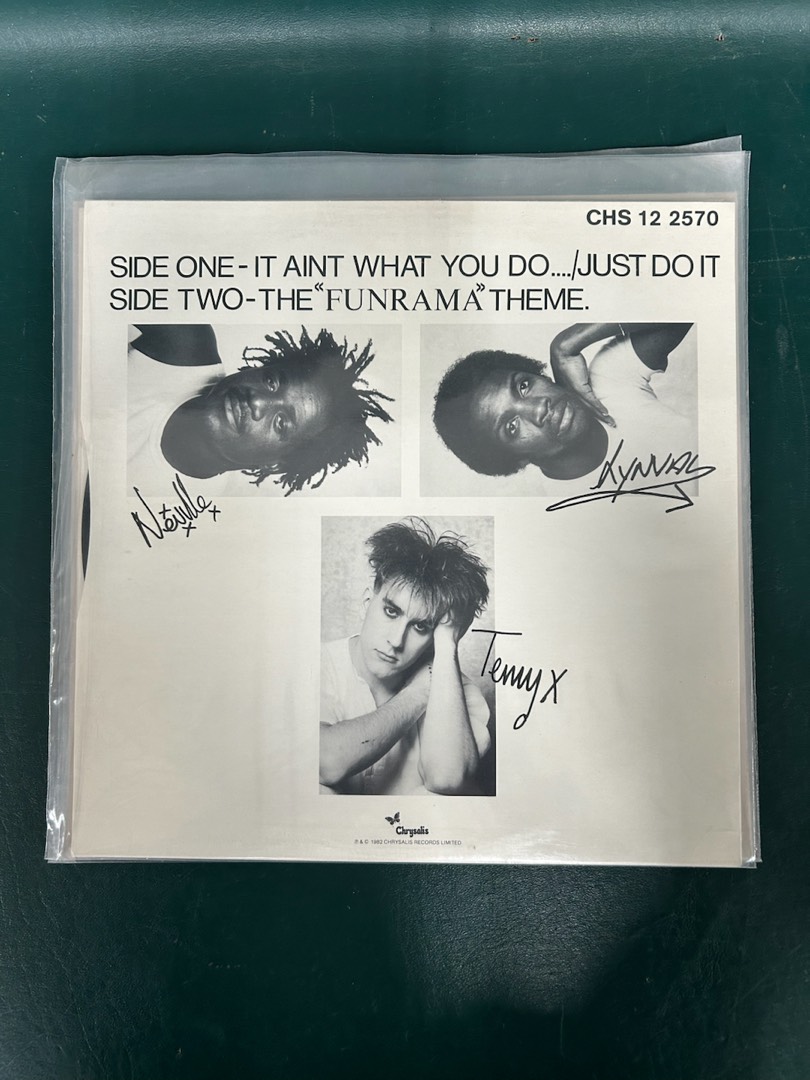 CHS 12 2570
SIDE ONE - IT AINT WHAT YOU DO..../JUST DO IT
SIDE TWO - THE “FUNRAMA” THEME.
Neville
LYNVAL
Terry X
Chrysalis
℗ & © 1982 CHRYSALIS RECORDS LIMITED